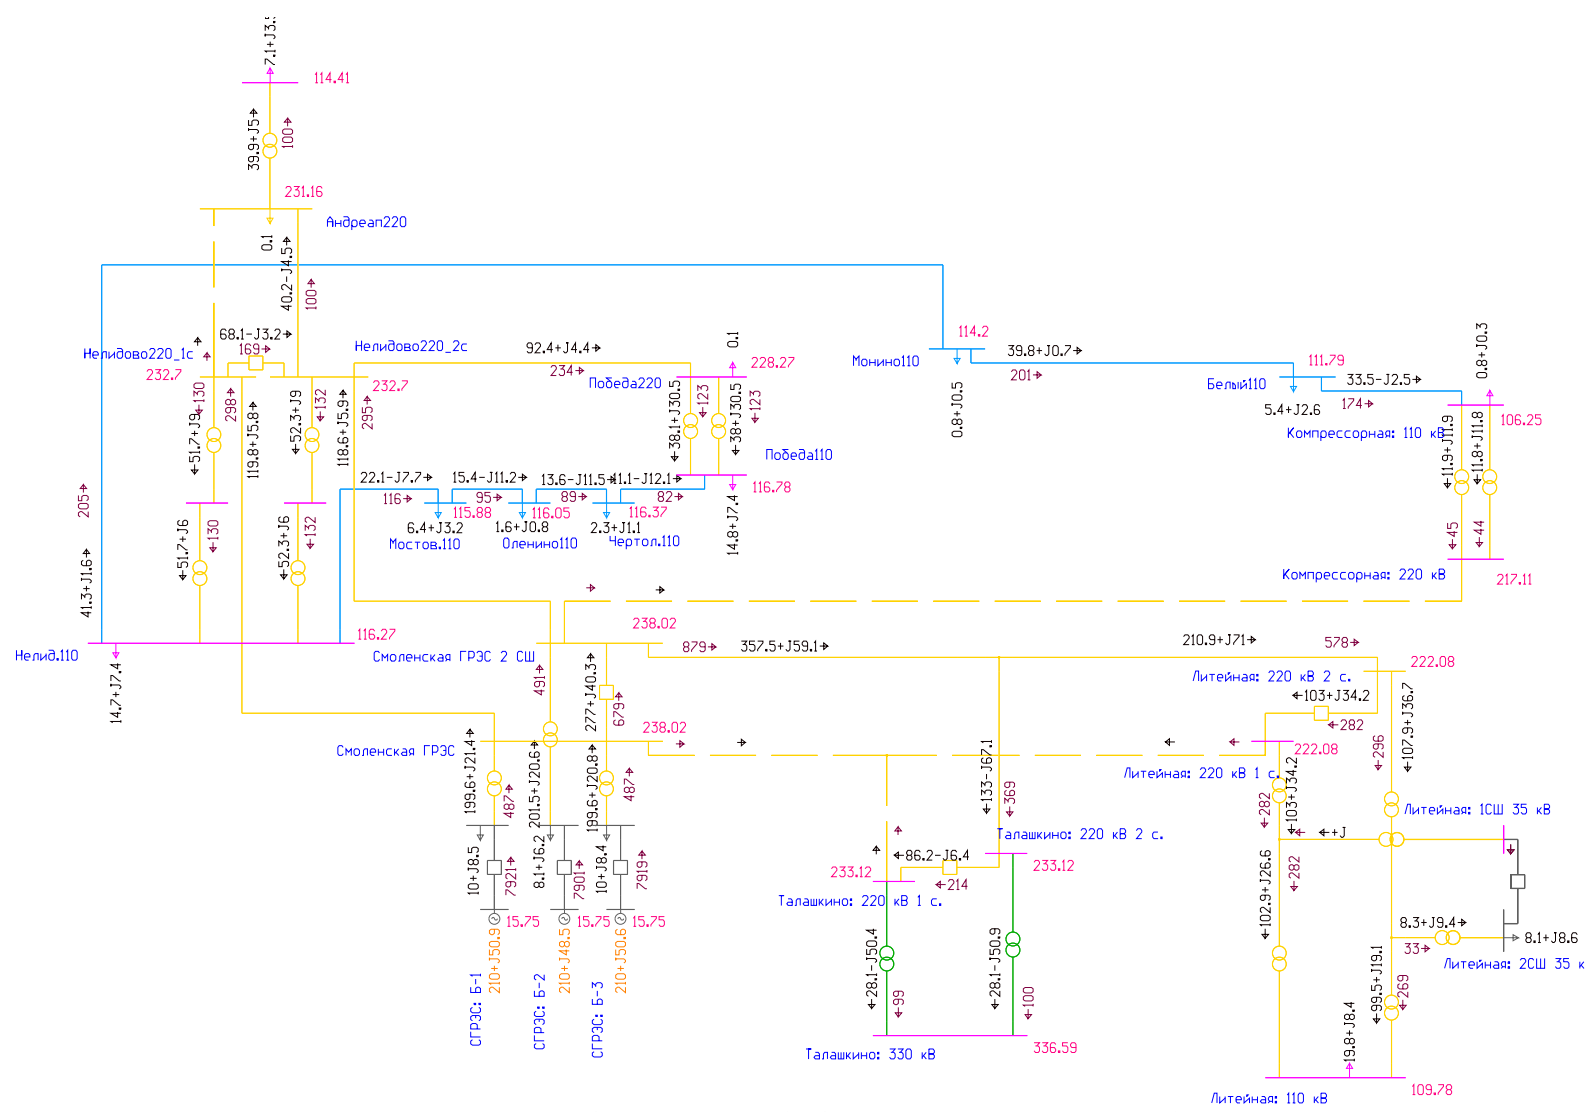 7.1+J3.
114.41
39.9+J5→
100→
231.16
Андреап220
0.1
40.2-J4.5→
100→
68.1-J3.2→
169→
Нелидово220_1с
232.7
Нелидово220_2с
232.7
92.4+J4.4→
234→
0.1
228.27
Победа220
←130
298→
←132
295→
←51.7+J9
119.8+J5.8→
←52.3+J9
118.6+J5.9→
←38.1+J30.5
←123
←38+J30.5
←123
Победа110
116.78
14.8+J7.4
Монино110
114.2
0.8+J0.5
39.8+J0.7→
201→
111.79
Белый110
5.4+J2.6
33.5-J2.5→
174→
0.8+J0.3
106.25
Компрессорная: 110 кВ
←11.9+J11.9
←11.8+J11.8
←45
←44
Компрессорная: 220 кВ
217.11
22.1-J7.7→
116→
15.4-J11.2→
95→
13.6-J11.5→
89→
11.1-J12.1→
82→
115.88
116.05
116.37
6.4+J3.2
1.6+J0.8
2.3+J1.1
Мостов.110
Оленино110
Чертол.110
205→
41.3+J1.6→
←51.7+J6
←130
←52.3+J6
←132
116.27
Нелид.110
14.7+J7.4
238.02
Смоленская ГРЭС 2 СШ
879→
357.5+J59.1→
210.9+J71→
578→
222.08
Литейная: 220 кВ 2 с.
←103+J34.2
←282
491→
277+J40.3→
679→
238.02
Смоленская ГРЭС
222.08
Литейная: 220 кВ 1 с.
←296
←107.9+J36.7
199.6+J21.4→
487→
201.5+J20.6→
199.6+J20.8→
487→
←133-J67.1
←369
←282
←103+J34.2
Литейная: 1СШ 35 кВ
←+J
Талашкино: 220 кВ 2 с.
233.12
←86.2-J6.4
←214
233.12
Талашкино: 220 кВ 1 с.
10+J8.5
7921→
8.1+J6.2
7901→
10+J8.4
7919→
15.75
15.75
15.75
210+J50.9
210+J48.5
210+J50.6
СГРЭС: Б-1
СГРЭС: Б-2
СГРЭС: Б-3
←28.1-J50.4
←99
←28.1-J50.9
←100
Талашкино: 330 кВ
336.59
←102.9+J26.6
←282
8.3+J9.4→
33→
8.1+J8.6
Литейная: 2СШ 35 к
←99.5+J19.1
←269
19.8+J8.4
109.78
Литейная: 110 кВ